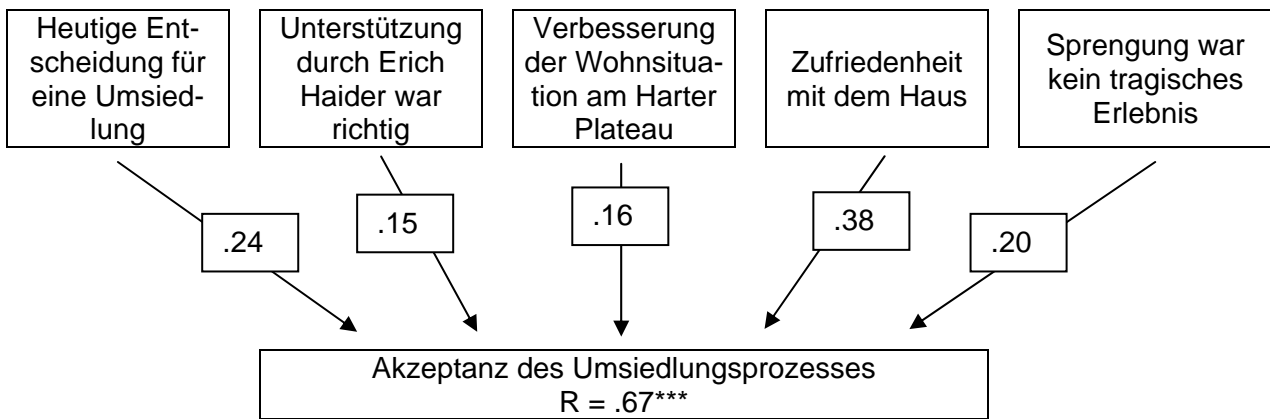 Heutige Ent-
scheidung für
eine Umsied-
lung
Unterstützung
durch Erich
Haider war
richtig
Verbesserung
der Wohnsitua-
tion am Harter
Plateau
Zufriedenheit
mit dem Haus
Sprengung war
kein tragisches
Erlebnis
.24
.15
.16
.38
.20
Akzeptanz des Umsiedlungsprozesses
R = .67***